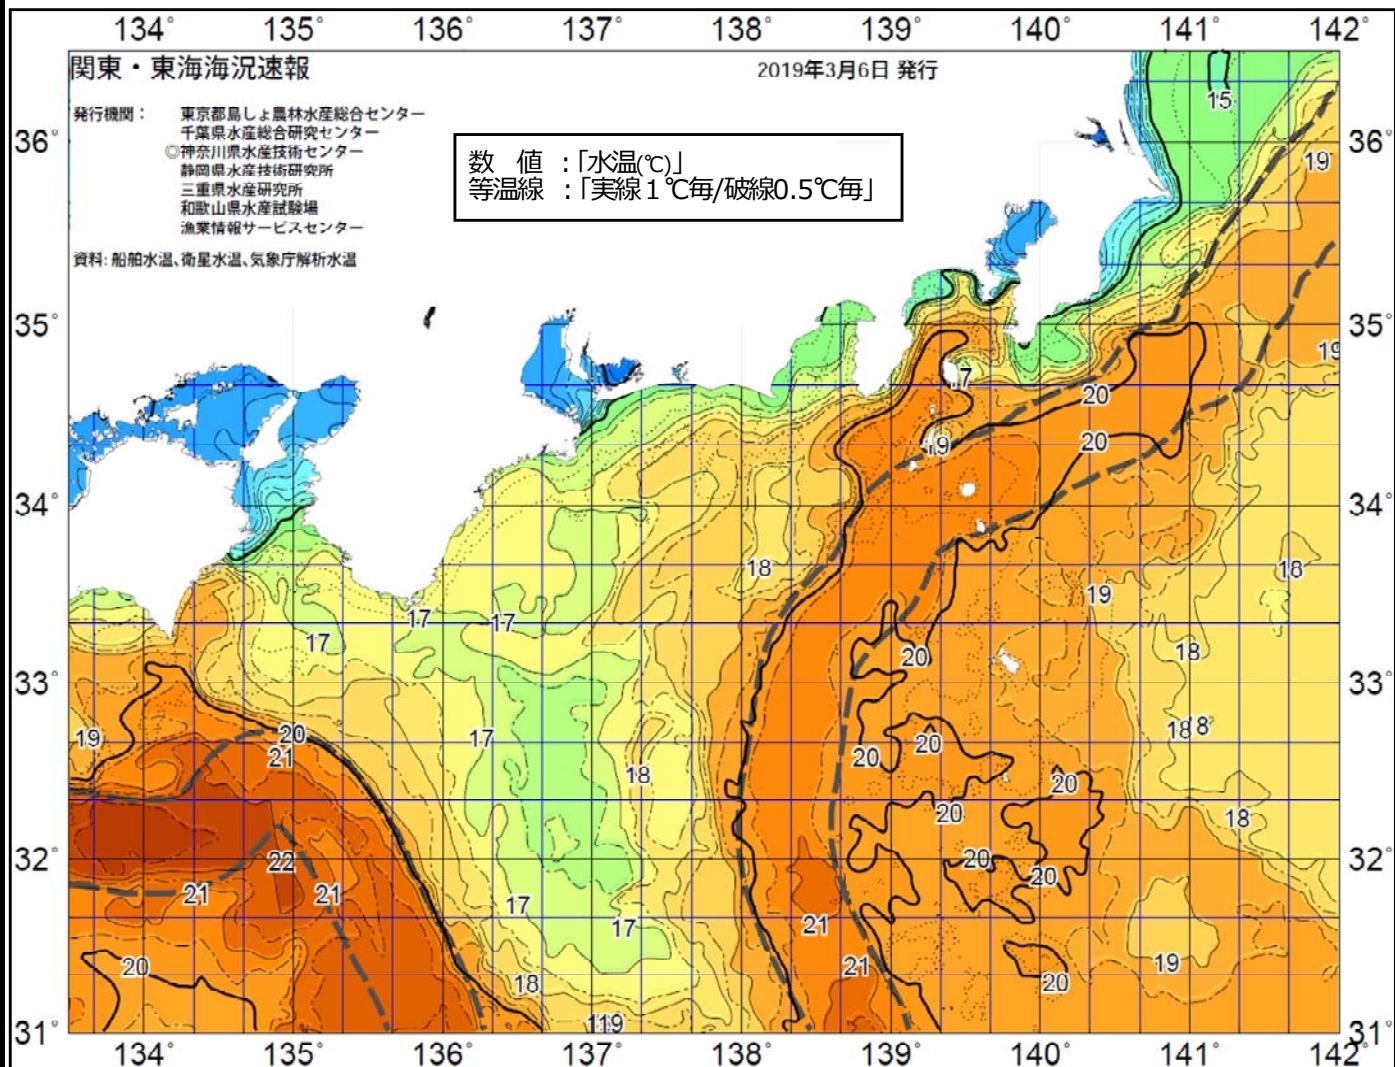 134° 135° 136° 137° 138° 139° 140° 141° 142°
関東・東海海況速報
2019年3月6日 発行
発行機関： 東京都島しょ農林水産総合センター
千葉県水産総合研究センター
◎神奈川県水産技術センター
静岡県水産技術研究所
三重県水産研究所
和歌山県水産試験場
漁業情報サービスセンター
資料: 船舶水温、衛星水温、気象庁解析水温
数　値 ：｢水温(℃)｣
等温線 ：｢実線１℃毎/破線0.5℃毎｣
15
36° 36°
19
35° 35°
19
17
20
19 20
34° 34°
18 18
19
17 17 17
18
20
33° 33°
19 20 17 18 18
21 20 20
18 20
20 18
32° 22 20 20 32°
21 21 17
17 21
20 18 21 20 19
19
31° 31°
134° 135° 136° 137° 138° 139° 140° 141° 142°